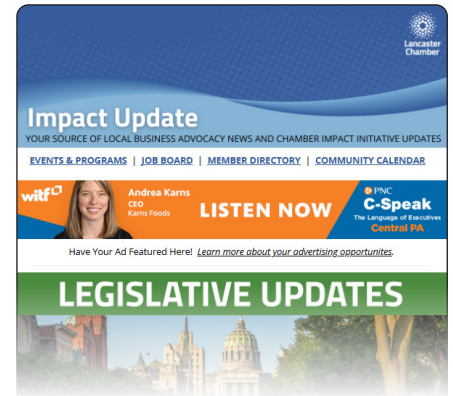 Lancaster
Chamber
Impact Update
YOUR SOURCE OF LOCAL BUSINESS ADVOCACY NEWS AND CHAMBER IMPACT INITIATIVE UPDATES
EVENTS & PROGRAMS | JOB BOARD | MEMBER DIRECTORY | COMMUNITY CALENDAR
witf
Andrea Karns
CEO
Karns Foods
LISTEN NOW
PNC
C-Speak
The Language of Executives
Central PA
Have Your Ad Featured Here! Learn more about your advertising opportunites.
LEGISLATIVE UPDATES